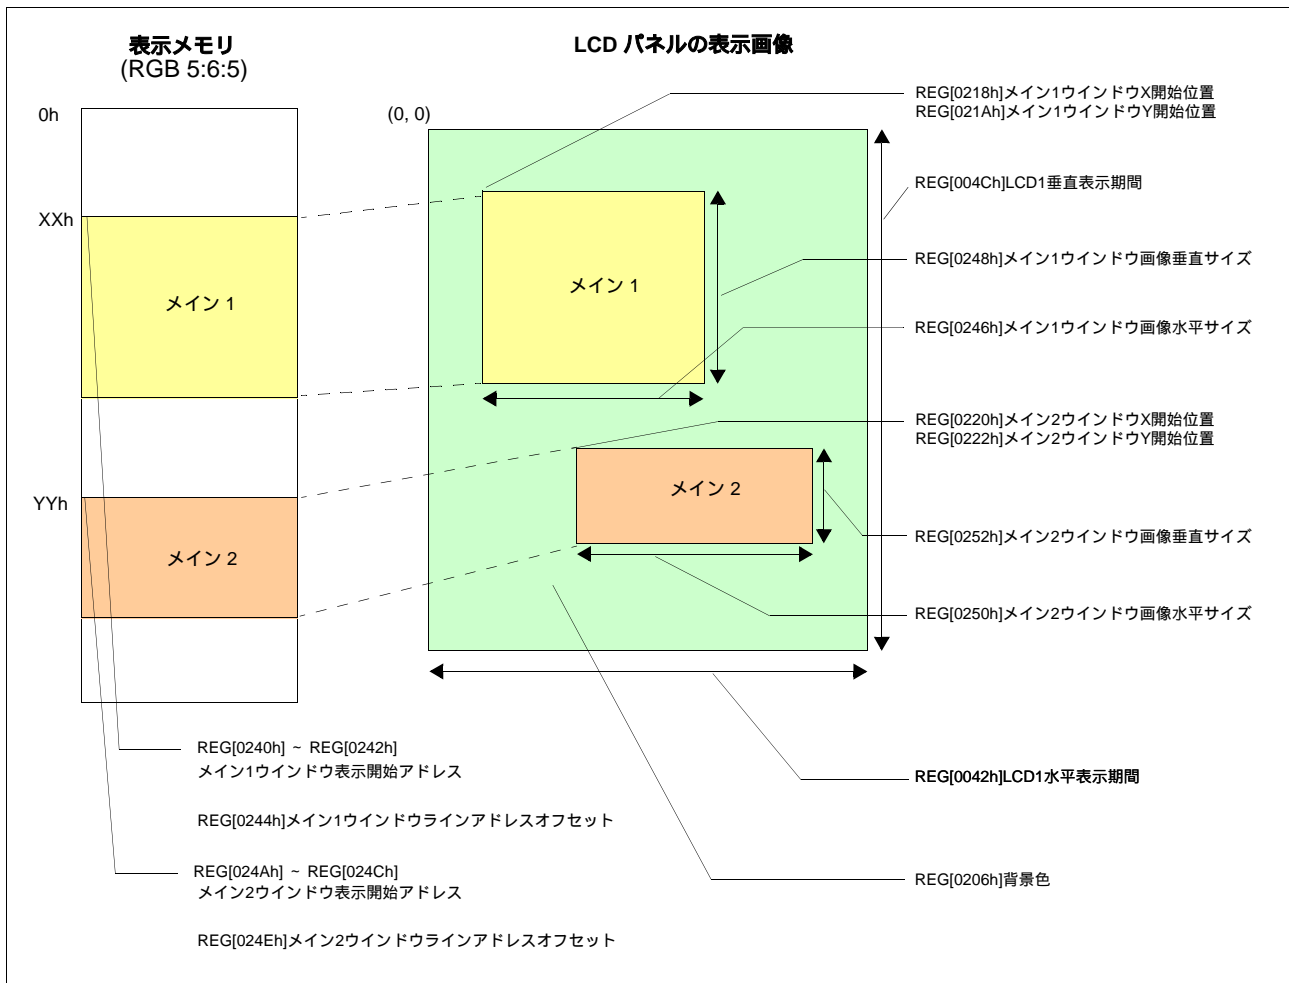 表示メモリ
(RGB 5:6:5)
LCD パネルの表示画像
0h
(0, 0)
REG[0218h]メイン1ウインドウX開始位置
REG[021Ah]メイン1ウインドウY開始位置
REG[004Ch]LCD1垂直表示期間
XXh
REG[0248h]メイン1ウインドウ画像垂直サイズ
メイン 1
メイン 1
REG[0246h]メイン1ウインドウ画像水平サイズ
REG[0220h]メイン2ウインドウX開始位置
REG[0222h]メイン2ウインドウY開始位置
YYh
メイン 2
メイン 2
REG[0252h]メイン2ウインドウ画像垂直サイズ
REG[0250h]メイン2ウインドウ画像水平サイズ
REG[0240h] ~ REG[0242h]
メイン1ウインドウ表示開始アドレス
REG[0042h]LCD1水平表示期間
REG[0244h]メイン1ウインドウラインアドレスオフセット
REG[024Ah] ~ REG[024Ch]
メイン2ウインドウ表示開始アドレス
REG[0206h]背景色
REG[024Eh]メイン2ウインドウラインアドレスオフセット